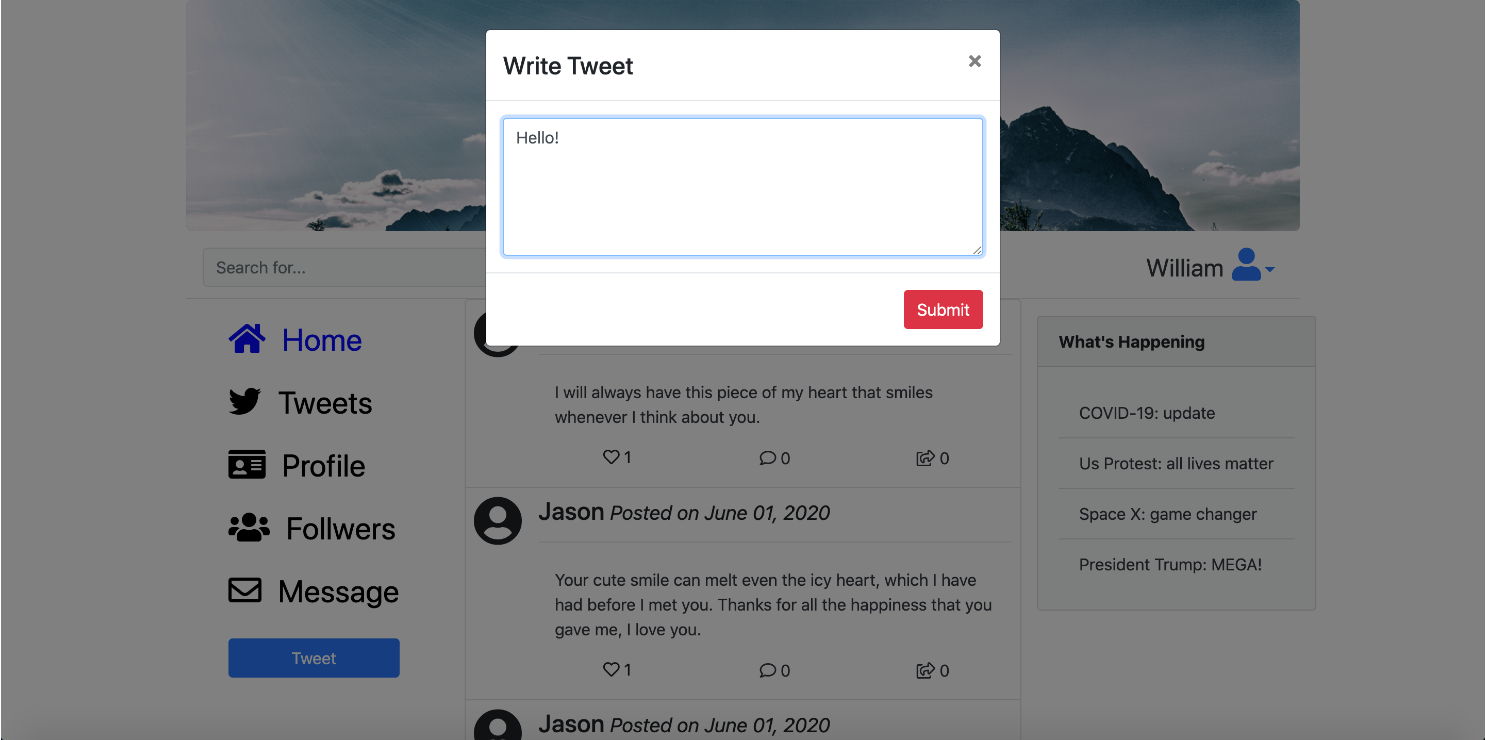 Write Tweet
×
Hello!
Submit
Search for...
William
Home
Tweets
Profile
Follwers
Message
Tweet
I will always have this piece of my heart that smiles
whenever I think about you.
1 0 0
Jason Posted on June 01, 2020
Your cute smile can melt even the icy heart, which I have
had before I met you. Thanks for all the happiness that you
gave me, I love you.
1 0 0
Jason Posted on June 01, 2020
What's Happening
COVID-19: update
Us Protest: all lives matter
Space X: game changer
President Trump: MEGA!